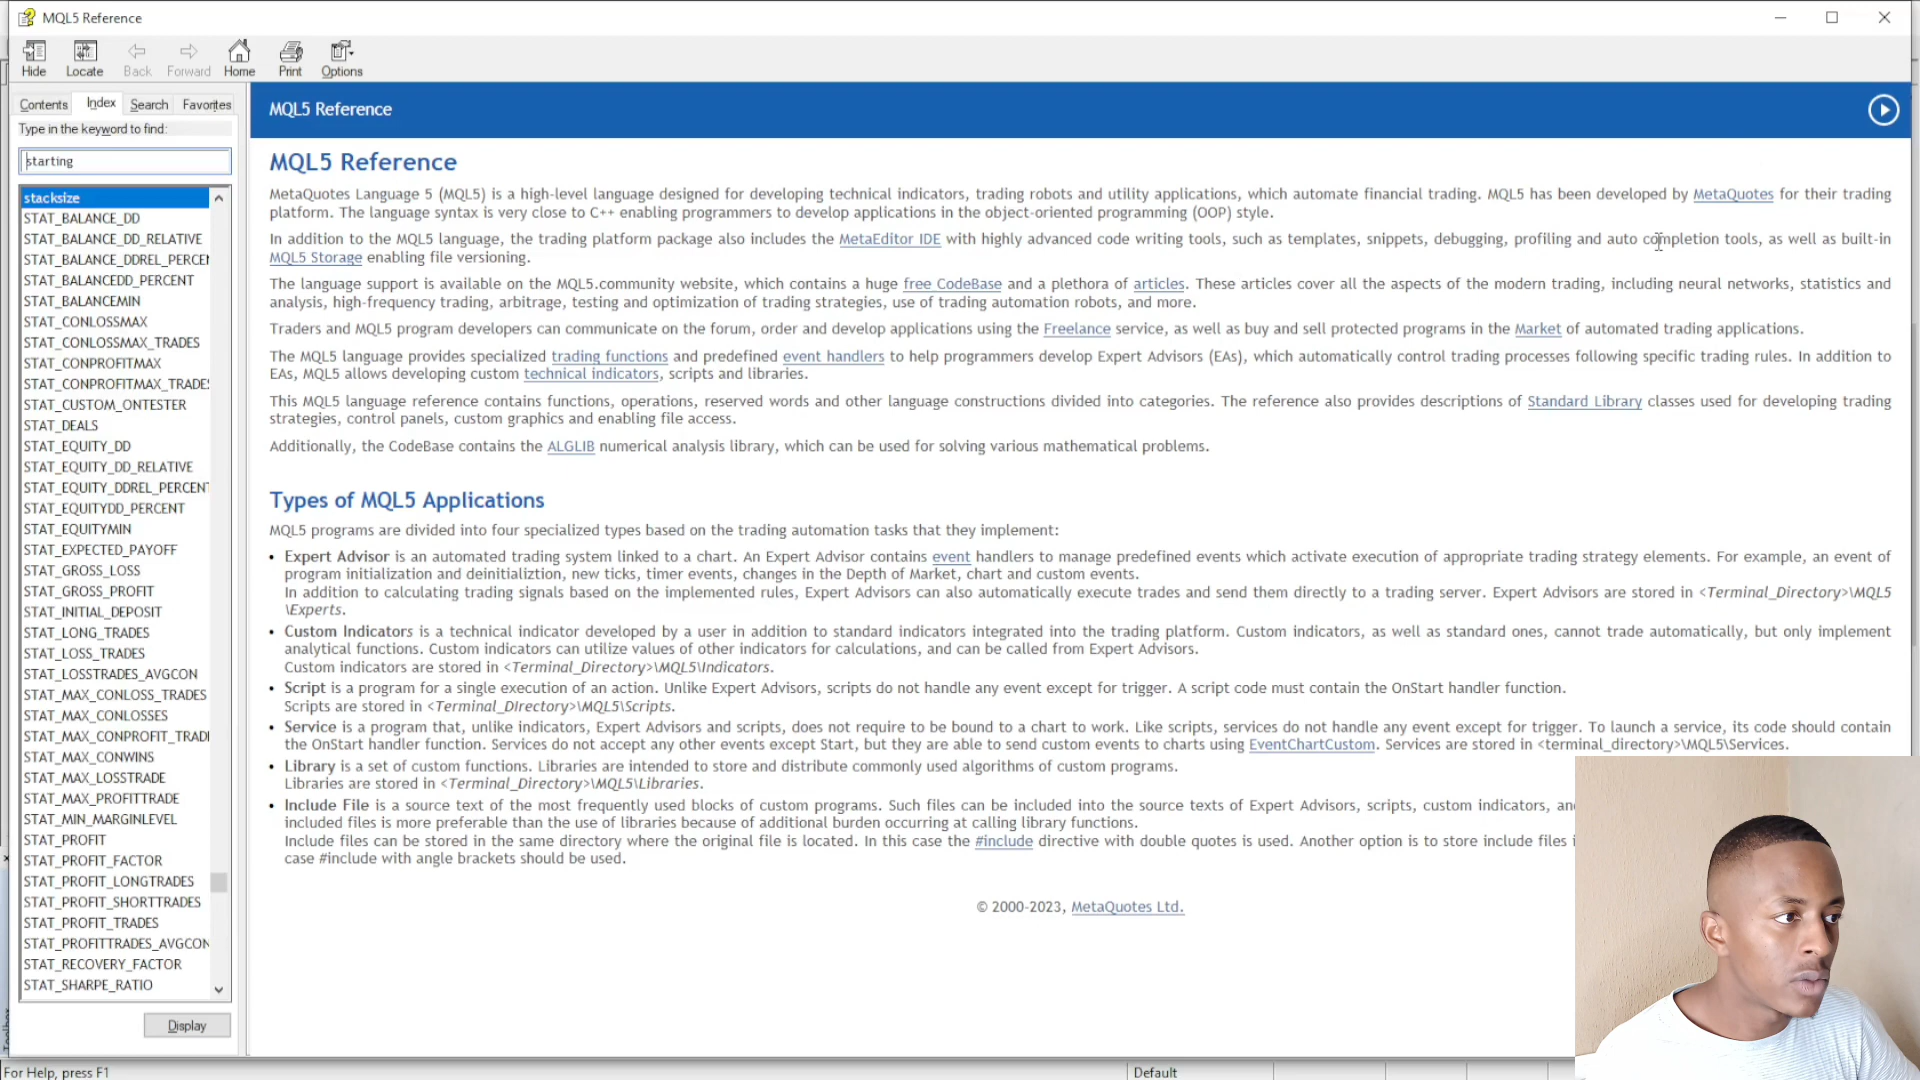 MQL5 Reference
Hide
Locate
Back
Forward
Home
Print
Options
Contents
Index
Search
Favorites
Type in the keyword to find:
starting
stacksize
STAT_BALANCE_DD
STAT_BALANCE_DD_RELATIVE
STAT_BALANCE_DDREL_PERCEN
STAT_BALANCEDD_PERCENT
STAT_BALANCEMIN
STAT_CONLOSSMAX
STAT_CONLOSSMAX_TRADES
STAT_CONPROFITMAX
STAT_CONPROFITMAX_TRADES
STAT_CUSTOM_ONTESTER
STAT_DEALS
STAT_EQUITY_DD
STAT_EQUITY_DD_RELATIVE
STAT_EQUITY_DDREL_PERCENT
STAT_EQUITYDD_PERCENT
STAT_EQUITYMIN
STAT_EXPECTED_PAYOFF
STAT_GROSS_LOSS
STAT_GROSS_PROFIT
STAT_INITIAL_DEPOSIT
STAT_LONG_TRADES
STAT_LOSS_TRADES
STAT_LOSSTRADES_AVGCON
STAT_MAX_CONLOSS_TRADES
STAT_MAX_CONLOSSES
STAT_MAX_CONPROFIT_TRADI
STAT_MAX_CONWINS
STAT_MAX_LOSSTRADE
STAT_MAX_PROFITTRADE
STAT_MIN_MARGINLEVEL
STAT_PROFIT
STAT_PROFIT_FACTOR
STAT_PROFIT_LONGTRADES
STAT_PROFIT_SHORTTRADES
STAT_PROFIT_TRADES
STAT_PROFITTRADES_AVGCON
STAT_RECOVERY_FACTOR
STAT_SHARPE_RATIO
Display
MQL5 Reference
MQL5 Reference
MetaQuotes Language 5 (MQL5) is a high-level language designed for developing technical indicators, trading robots and utility applications, which automate financial trading. MQL5 has been developed by MetaQuotes for their trading
platform. The language syntax is very close to C++ enabling programmers to develop applications in the object-oriented programming (OOP) style.
In addition to the MQL5 language, the trading platform package also includes the MetaEditor IDE with highly advanced code writing tools, such as templates, snippets, debugging, profiling and auto completion tools, as well as built-in
MQL5 Storage enabling file versioning.
The language support is available on the MQL5.community website, which contains a huge free CodeBase and a plethora of articles. These articles cover all the aspects of the modern trading, including neural networks, statistics and
analysis, high-frequency trading, arbitrage, testing and optimization of trading strategies, use of trading automation robots, and more.
Traders and MQL5 program developers can communicate on the forum, order and develop applications using the Freelance service, as well as buy and sell protected programs in the Market of automated trading applications.
The MQL5 language provides specialized trading functions and predefined event handlers to help programmers develop Expert Advisors (EAs), which automatically control trading processes following specific trading rules. In addition to
EAs, MQL5 allows developing custom technical indicators, scripts and libraries.
This MQL5 language reference contains functions, operations, reserved words and other language constructions divided into categories. The reference also provides descriptions of Standard Library classes used for developing trading
strategies, control panels, custom graphics and enabling file access.
Additionally, the CodeBase contains the ALGLIB numerical analysis library, which can be used for solving various mathematical problems.
Types of MQL5 Applications
MQL5 programs are divided into four specialized types based on the trading automation tasks that they implement:
• Expert Advisor is an automated trading system linked to a chart. An Expert Advisor contains event handlers to manage predefined events which activate execution of appropriate trading strategy elements. For example, an event of
program initialization and deinitializtion, new ticks, timer events, changes in the Depth of Market, chart and custom events.
In addition to calculating trading signals based on the implemented rules, Expert Advisors can also automatically execute trades and send them directly to a trading server. Expert Advisors are stored in <Terminal_Directory>\MQL5
\Experts.
• Custom Indicators is a technical indicator developed by a user in addition to standard indicators integrated into the trading platform. Custom indicators, as well as standard ones, cannot trade automatically, but only implement
analytical functions. Custom indicators can utilize values of other indicators for calculations, and can be called from Expert Advisors.
Custom indicators are stored in <Terminal_Directory>\MQL5\Indicators.
• Script is a program for a single execution of an action. Unlike Expert Advisors, scripts do not handle any event except for trigger. A script code must contain the OnStart handler function.
Scripts are stored in <Terminal_DIrectory>\MQL5\Scripts.
• Service is a program that, unlike indicators, Expert Advisors and scripts, does not require to be bound to a chart to work. Like scripts, services do not handle any event except for trigger. To launch a service, its code should contain
the OnStart handler function. Services do not accept any other events except Start, but they are able to send custom events to charts using EventChartCustom. Services are stored in <terminal_directory>\MQL5\Services.
• Library is a set of custom functions. Libraries are intended to store and distribute commonly used algorithms of custom programs.
Libraries are stored in <Terminal_Directory>\MQL5\Libraries.
• Include File is a source text of the most frequently used blocks of custom programs. Such files can be included into the source texts of Expert Advisors, scripts, custom indicators, an
included files is more preferable than the use of libraries because of additional burden occurring at calling library functions.
Include files can be stored in the same directory where the original file is located. In this case the #include directive with double quotes is used. Another option is to store include files i
case #include with angle brackets should be used.
© 2000-2023, MetaQuotes Ltd.
For Help, press F1
Default